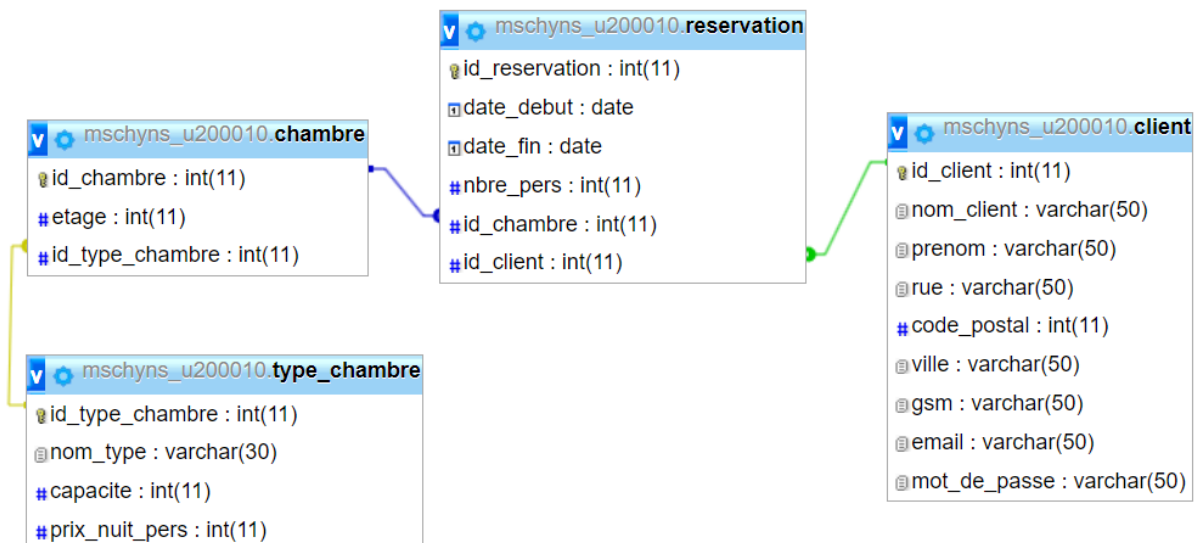 mschyns_u200010.reservation
id_reservation : int(11)
date_debut : date
date_fin : date
nbre_pers : int(11)
id_chambre : int(11)
id_client : int(11)
mschyns_u200010.chambre
id_chambre : int(11)
etage : int(11)
id_type_chambre : int(11)
mschyns_u200010.client
id_client : int(11)
nom_client : varchar(50)
prenom : varchar(50)
rue : varchar(50)
code_postal : int(11)
ville : varchar(50)
gsm : varchar(50)
email : varchar(50)
mot_de_passe : varchar(50)
mschyns_u200010.type_chambre
id_type_chambre : int(11)
nom_type : varchar(30)
capacite : int(11)
prix_nuit_pers : int(11)